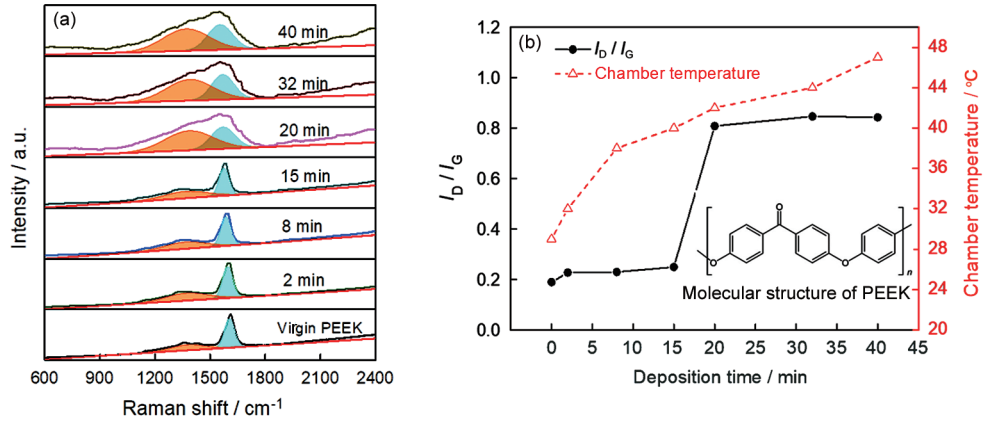 (a)
40 min
32 min
20 min
15 min
8 min
2 min
Virgin PEEK
Intensity / a.u.
600 900 1200 1500 1800 2100 2400
Raman shift / cm-1
(b)
ID / IG
Chamber temperature
1.2
1.0
0.8
0.6
0.4
0.2
0.0
ID / IG
48
44
40
36
32
28
24
20
Chamber temperature / ℃
O
O
O
n
Molecular structure of PEEK
0 5 10 15 20 25 30 35 40 45
Deposition time / min